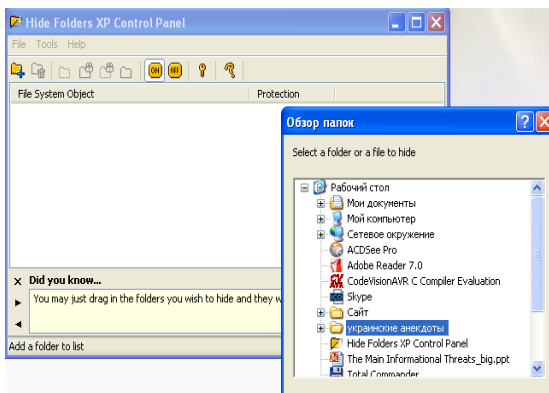 Hide Folders XP Control Panel
File Tools Help
ON OFF
File System Object Protection
Did you know...
You may just drag in the folders you wish to hide and they w
Add a folder to list
Обзор папок
Select a folder or a file to hide
Рабочий стол
Мои документы
Мой компьютер
Сетевое окружение
ACDSee Pro
Adobe Reader 7.0
CodeVisionAVR C Compiler Evaluation
Skype
Сайт
украинские анекдоты
Hide Folders XP Control Panel
The Main Informational Threats_big.ppt
Total Commander